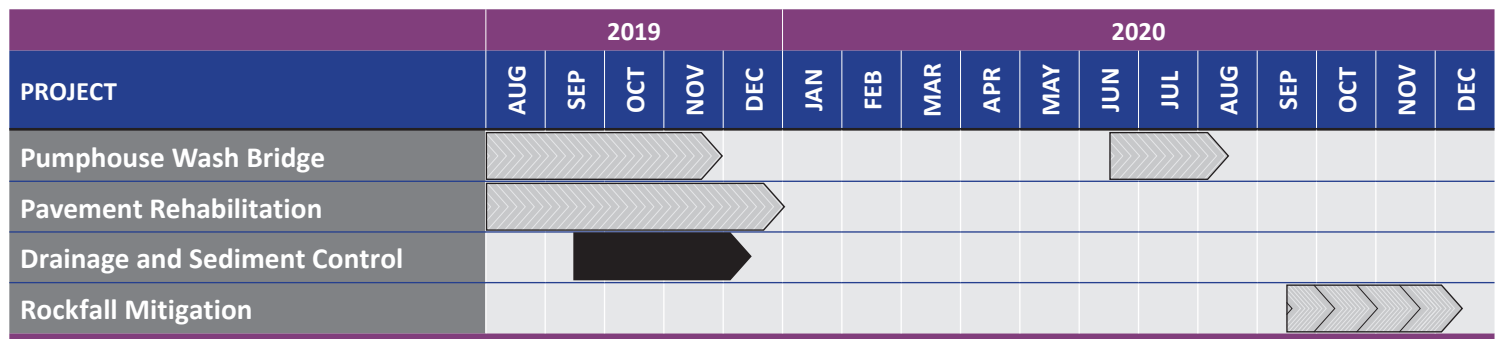 2019 2020
PROJECT AUG SEP OCT NOV DEC JAN FEB MAR APR MAY JUN JUL AUG SEP OCT NOV DEC
Pumphouse Wash Bridge
Pavement Rehabilitation
Drainage and Sediment Control
Rockfall Mitigation